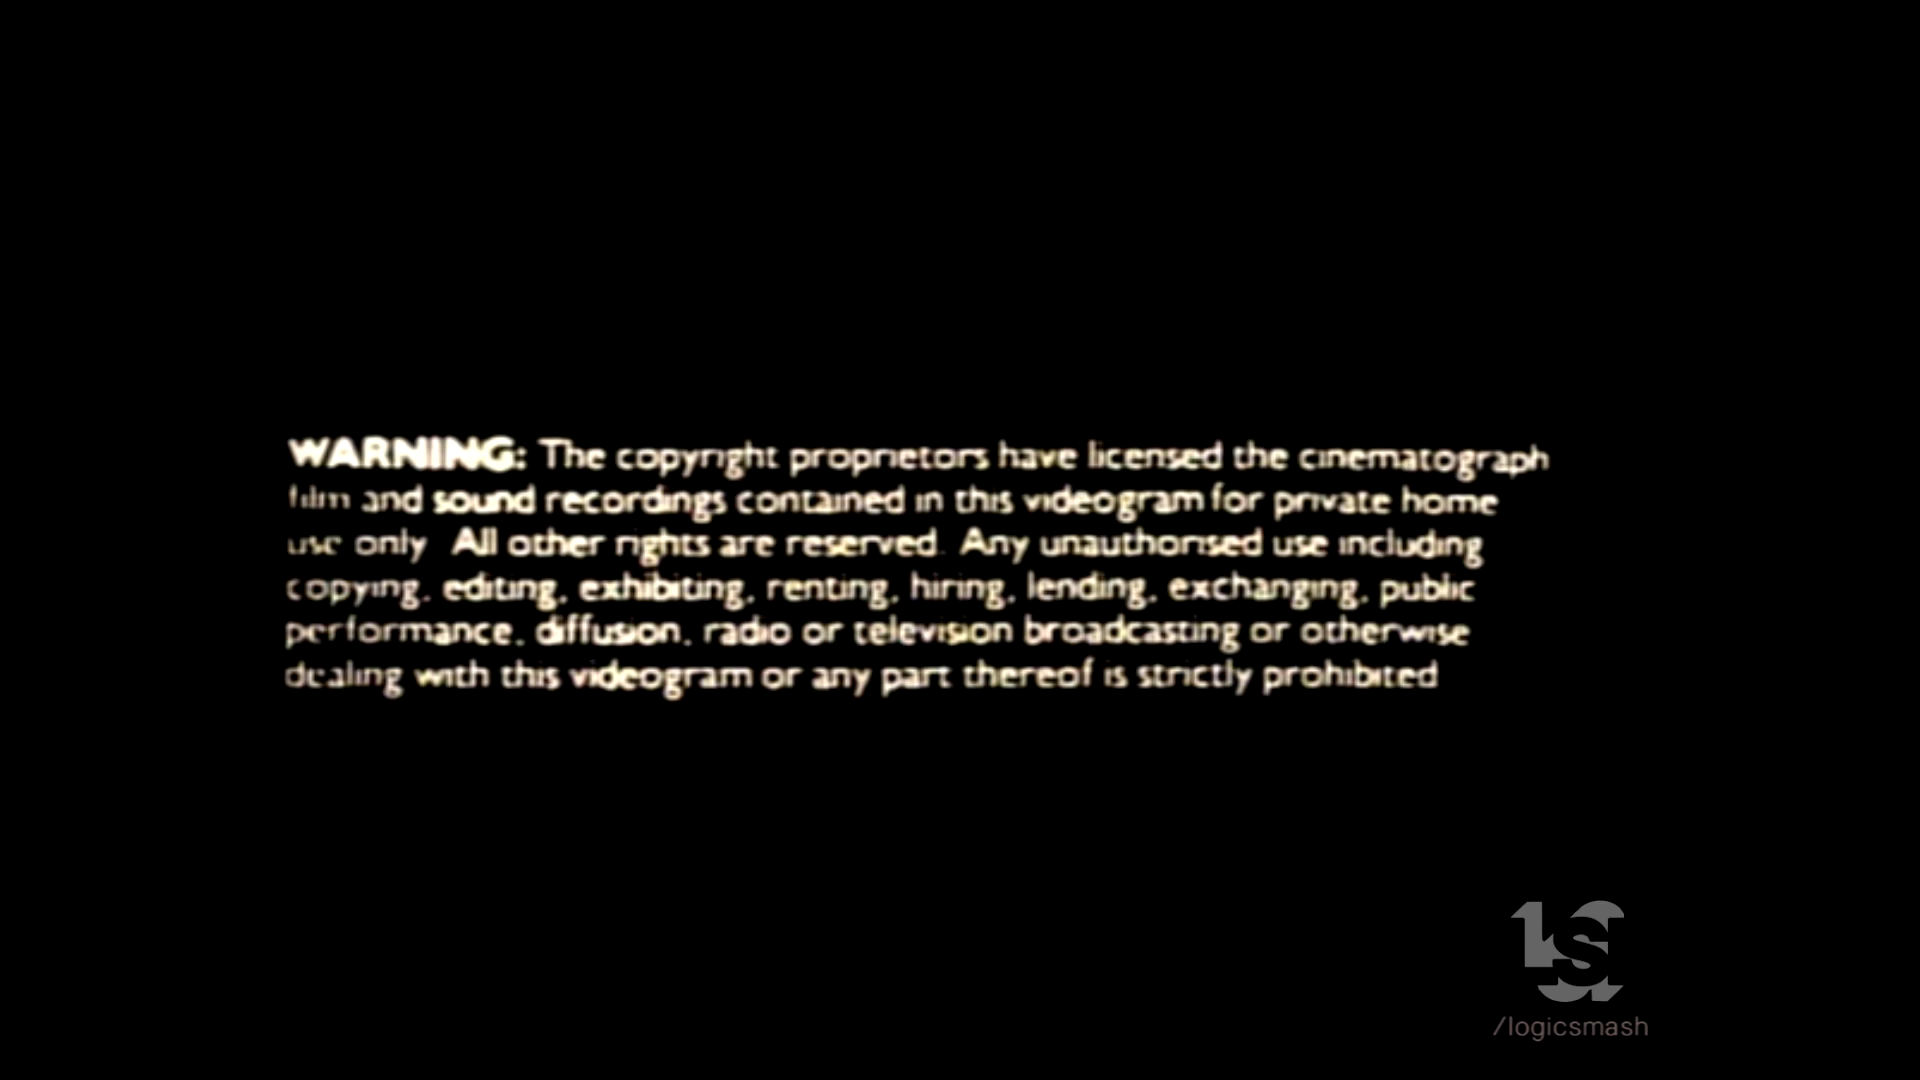 WARNING: The copyright proprietors have licensed the cinematograph
film and sound recordings contained in this videogram for private home
use only  All other rights are reserved. Any unauthorised use including
copying, editing, exhibiting, renting, hiring, lending, exchanging, public
performance, diffusion, radio or television broadcasting or otherwise
dealing with this videogram or any part thereof is strictly prohibited
ls
/logicsmash